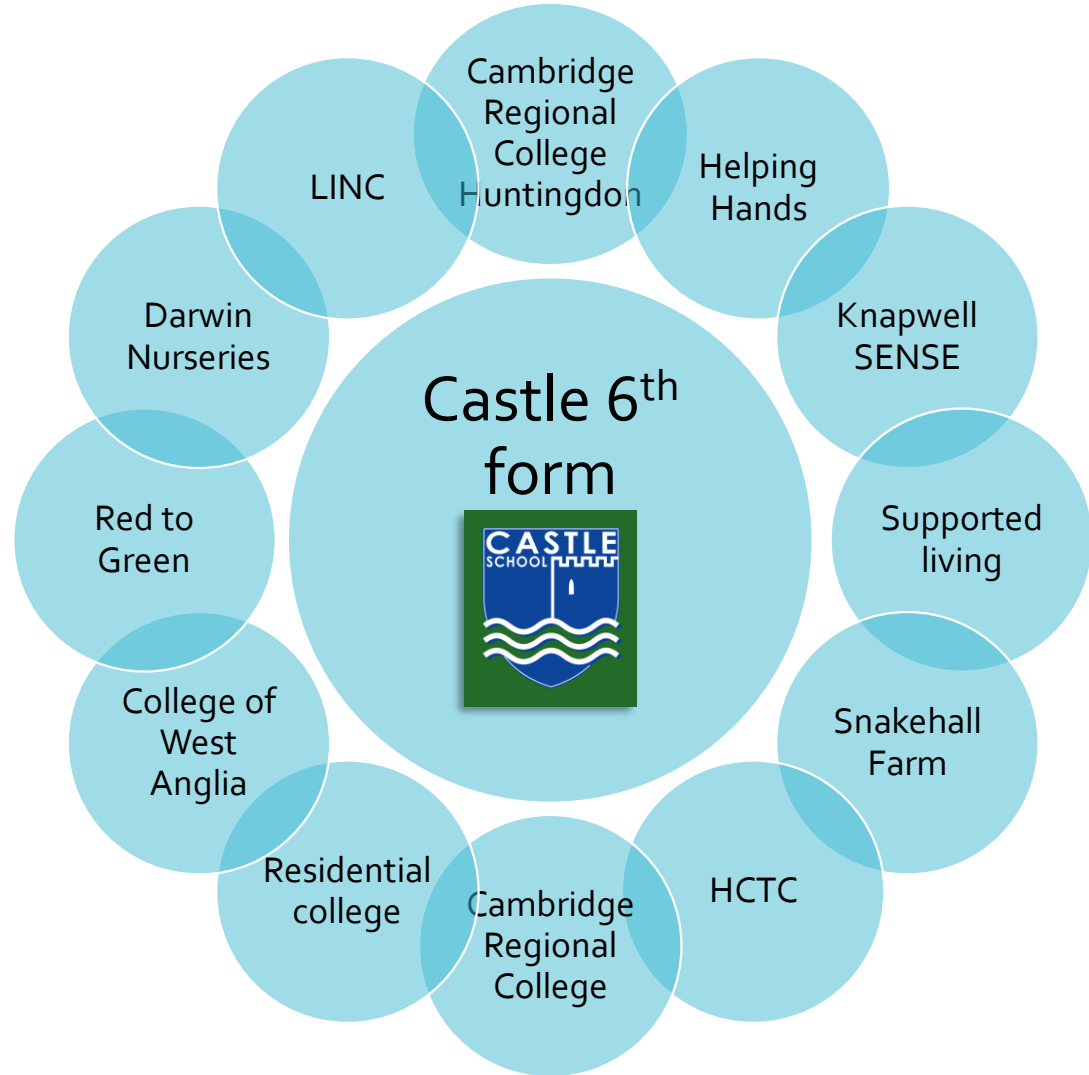 Cambridge
Regional
College
Huntingdon
Helping
Hands
Knapwell
SENSE
Supported
living
Snakehall
Farm
HCTC
Cambridge
Regional
College
Residential
college
College of
West
Anglia
Red to
Green
Darwin
Nurseries
LINC
Castle 6th
form
CASTLE
SCHOOL